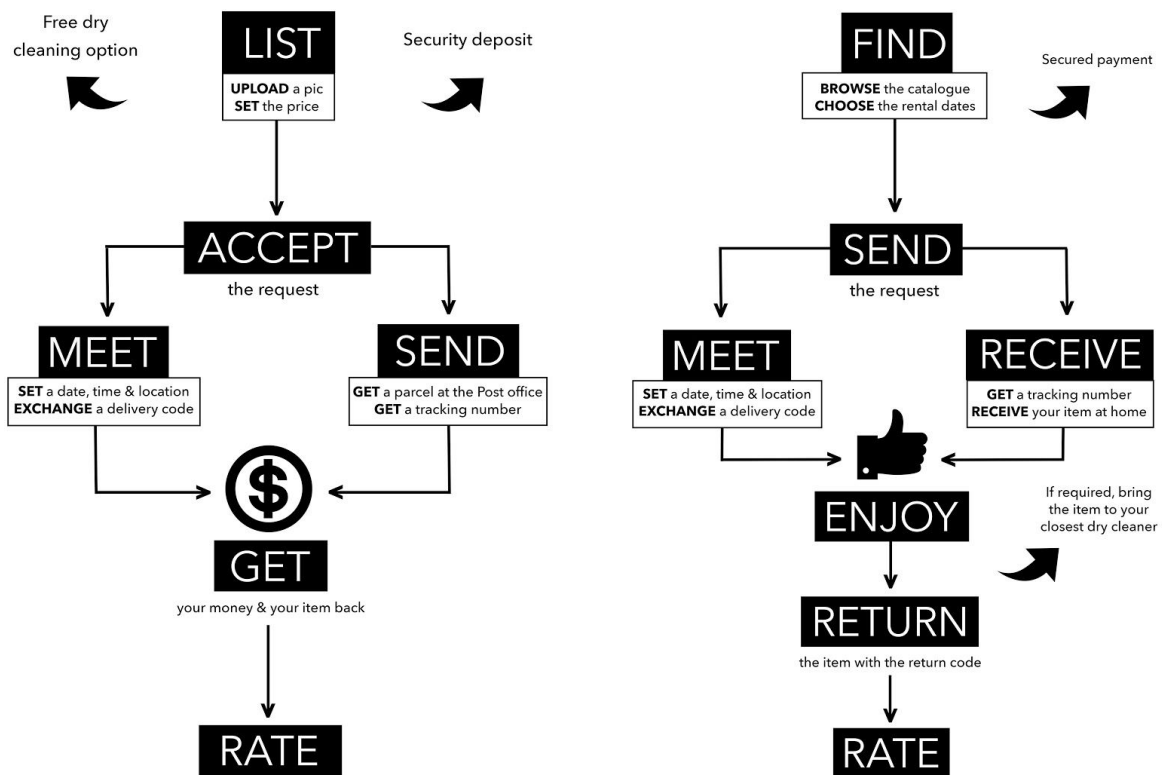 Free dry
cleaning option
LIST
UPLOAD a pic
SET the price
Security deposit
ACCEPT
the request
MEET
SET a date, time & location
EXCHANGE a delivery code
SEND
GET a parcel at the Post office
GET a tracking number
$
GET
your money & your item back
RATE
FIND
BROWSE the catalogue
CHOOSE the rental dates
Secured payment
SEND
the request
MEET
SET a date, time & location
EXCHANGE a delivery code
RECEIVE
GET a tracking number
RECEIVE your item at home
ENJOY
If required, bring
the item to your
closest dry cleaner
RETURN
the item with the return code
RATE